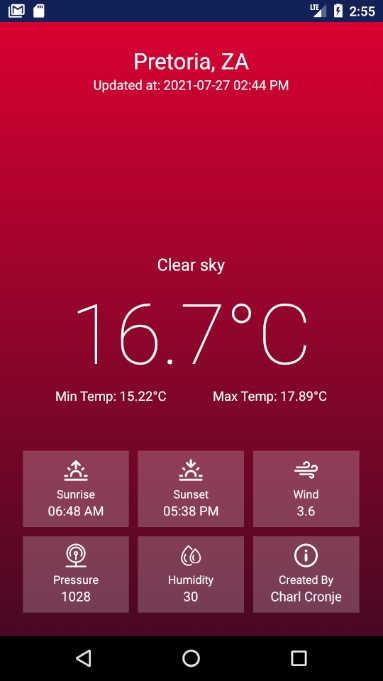 LTE 2:55
Pretoria, ZA
Updated at: 2021-07-27 02:44 PM
Clear sky
16.7°C
Min Temp: 15.22°C Max Temp: 17.89°C
Sunrise
06:48 AM
Sunset
05:38 PM
Wind
3.6
Pressure
1028
Humidity
30
Created By
Charl Cronje